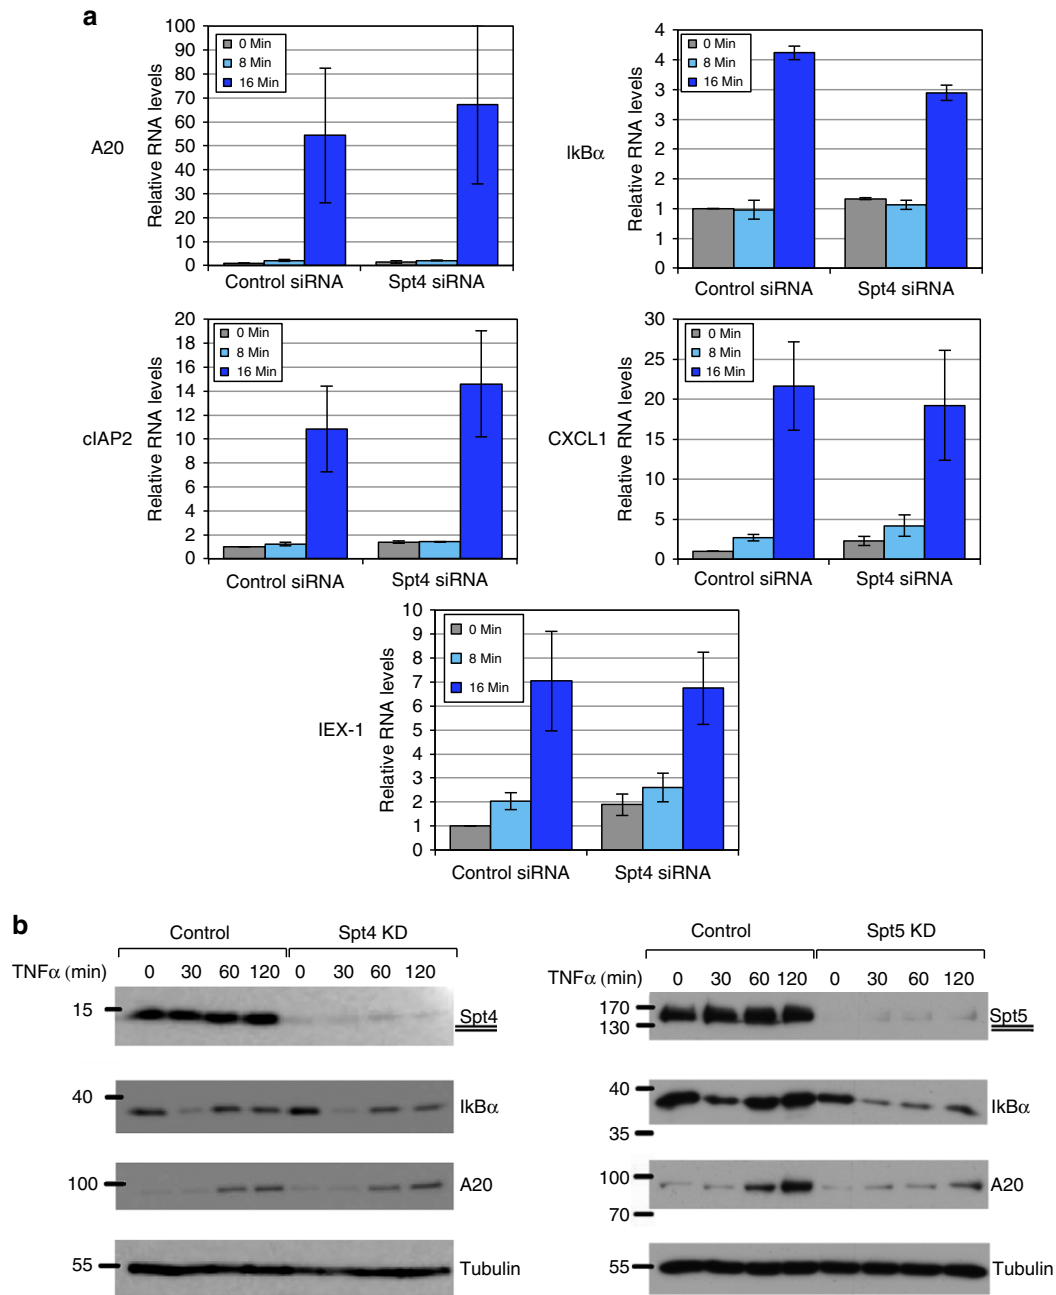 a
A20
Relative RNA levels
100
90
80
70
60
50
40
30
20
10
0
0 Min
8 Min
16 Min
Control siRNA Spt4 siRNA
IkBα
Relative RNA levels
4
4
3
3
2
2
1
1
0
0 Min
8 Min
16 Min
Control siRNA Spt4 siRNA
cIAP2
Relative RNA levels
20
18
16
14
12
10
8
6
4
2
0
0 Min
8 Min
16 Min
Control siRNA Spt4 siRNA
CXCL1
Relative RNA levels
30
25
20
15
10
5
0
0 Min
8 Min
16 Min
Control siRNA Spt4 siRNA
IEX-1
Relative RNA levels
10
9
8
7
6
5
4
3
2
1
0
0 Min
8 Min
16 Min
Control siRNA Spt4 siRNA
b
Control Spt4 KD
TNFα (min) 0 30 60 120 0 30 60 120
15 Spt4
40 IkBα
100 A20
55 Tubulin
Control Spt5 KD
TNFα (min) 0 30 60 120 0 30 60 120
170 Spt5
130
40 IkBα
35
100 A20
70
55 Tubulin